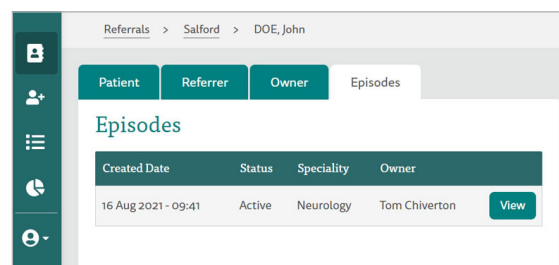 Referrals > Salford > DOE, John
Patient Referrer Owner Episodes
Episodes
Created Date Status Speciality Owner
16 Aug 2021 - 09:41 Active Neurology Tom Chiverton View